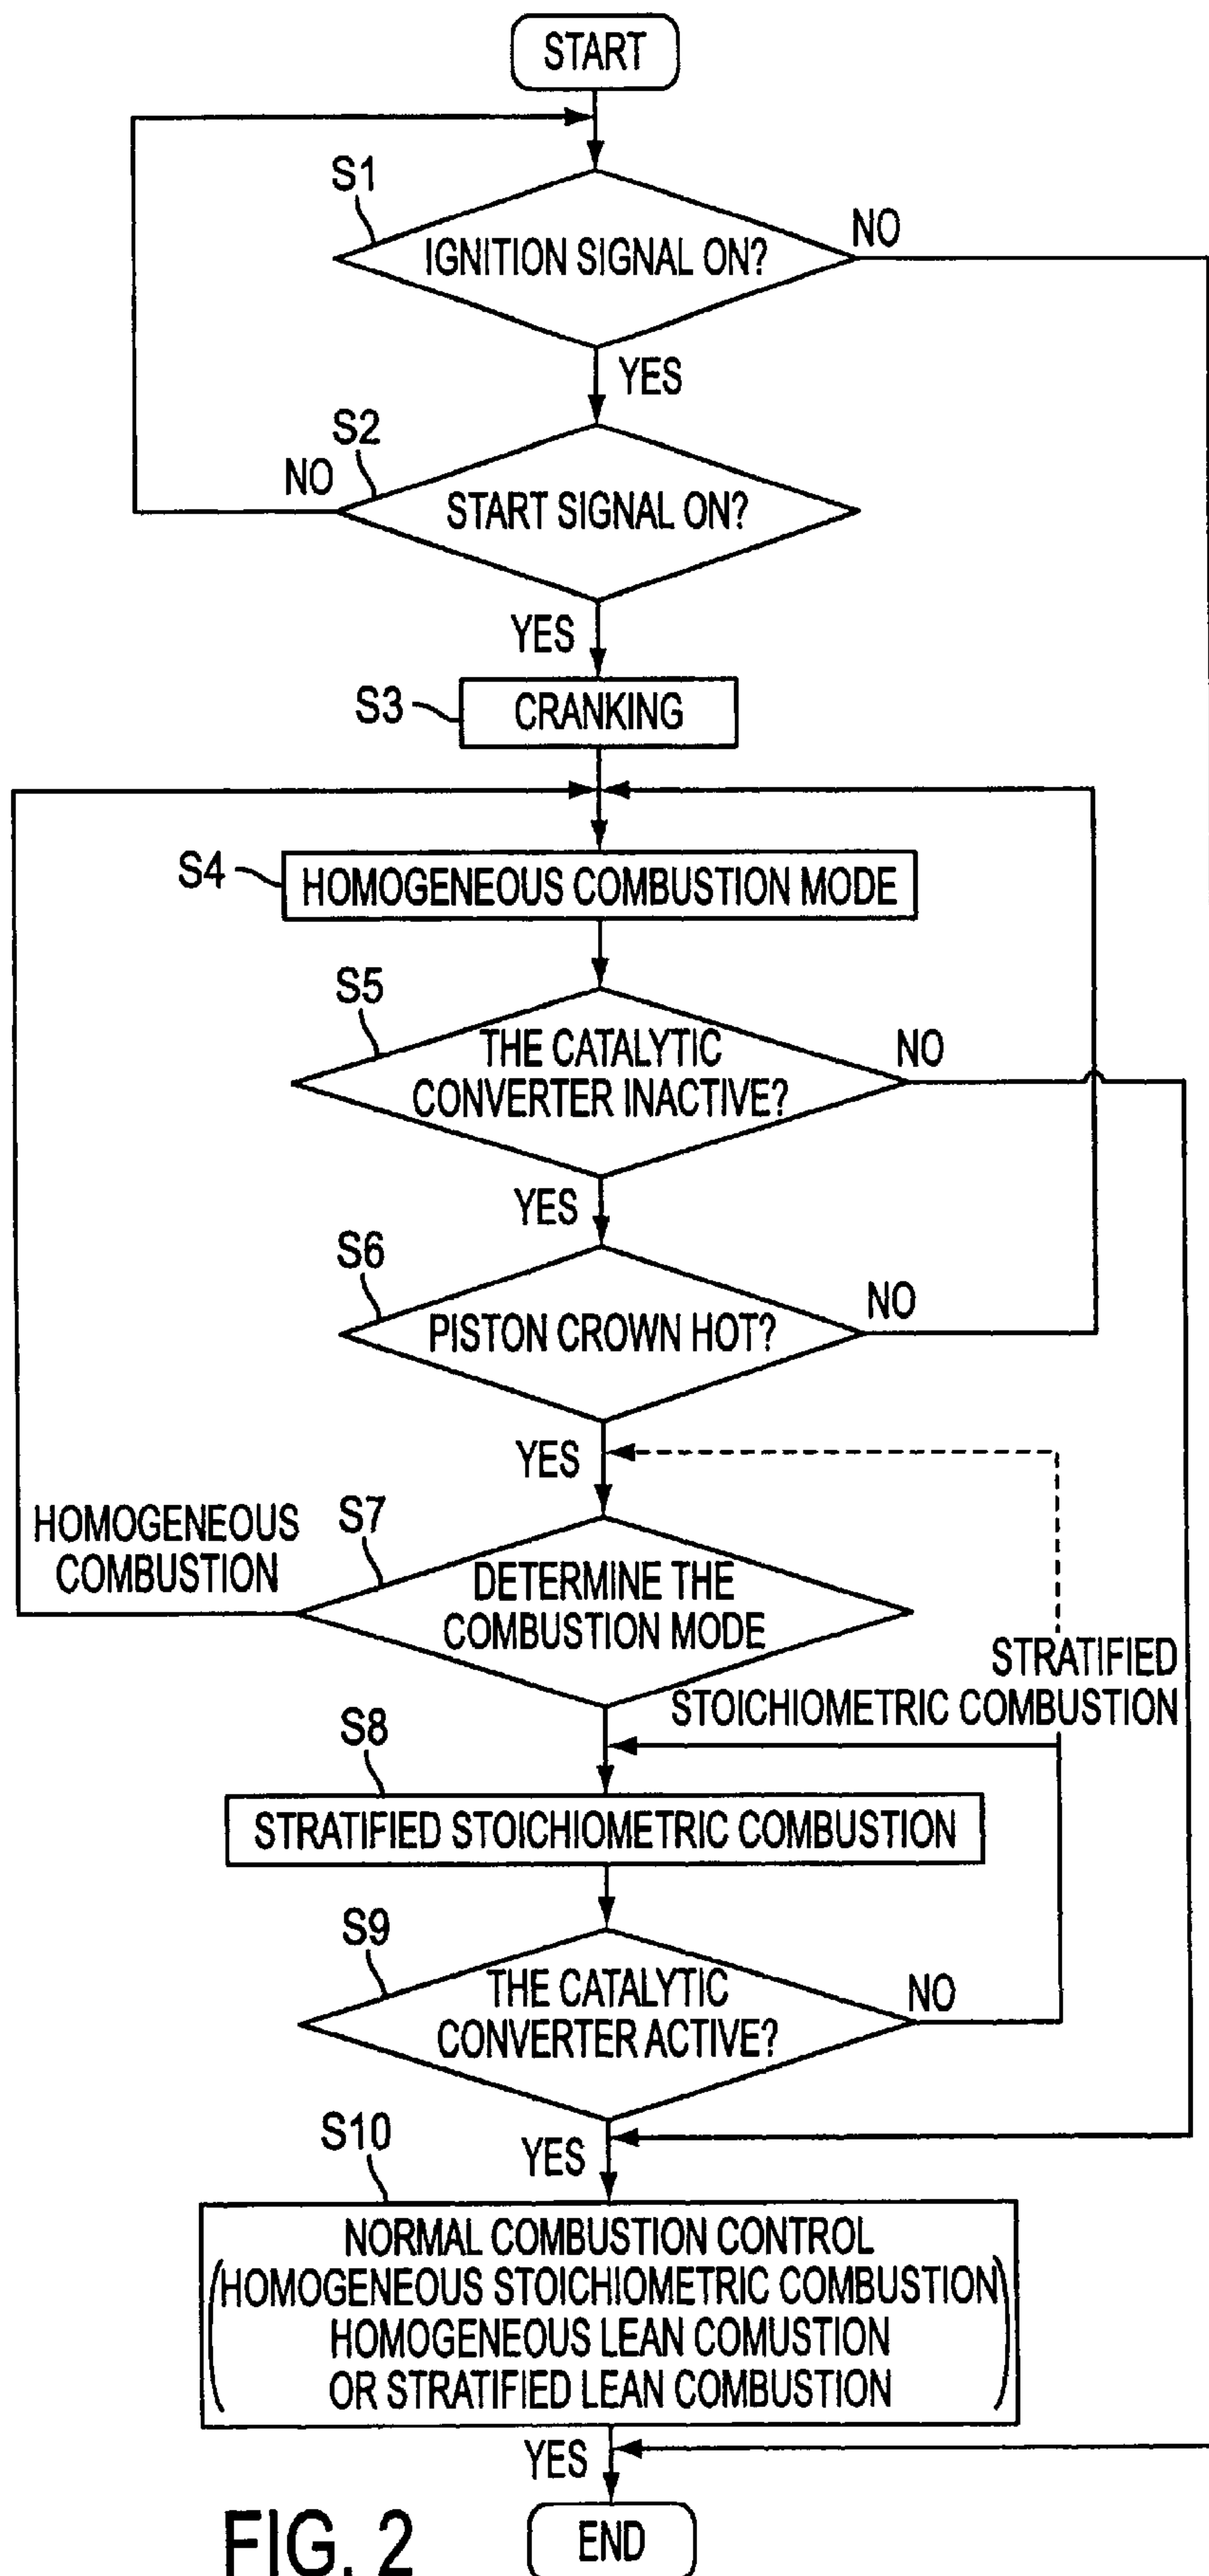 START
S1
IGNITION SIGNAL ON?
NO
YES
S2
NO
START SIGNAL ON?
YES
S3
CRANKING
S4
HOMOGENEOUS COMBUSTION MODE
S5
THE CATALYTIC
CONVERTER INACTIVE?
NO
YES
S6
PISTON CROWN HOT?
NO
YES
HOMOGENEOUS
COMBUSTION
S7
DETERMINE THE
COMBUSTION MODE
STRATIFIED
STOICHIOMETRIC COMBUSTION
S8
STRATIFIED STOICHIOMETRIC COMBUSTION
S9
THE CATALYTIC
CONVERTER ACTIVE?
NO
YES
S10
NORMAL COMBUSTION CONTROL
(HOMOGENEOUS STOICHIOMETRIC COMBUSTION
HOMOGENEOUS LEAN COMUSTION
OR STRATIFIED LEAN COMBUSTION)
YES
END
FIG. 2